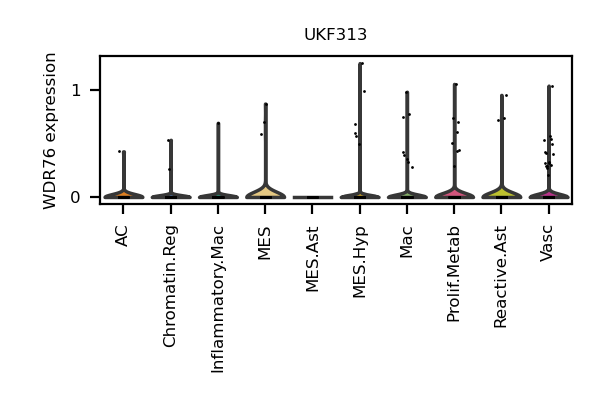 UKF313
WDR76 expression
1
0
AC
Chromatin.Reg
Inflammatory.Mac
MES
MES.Ast
MES.Hyp
Mac
Prolif.Metab
Reactive.Ast
Vasc